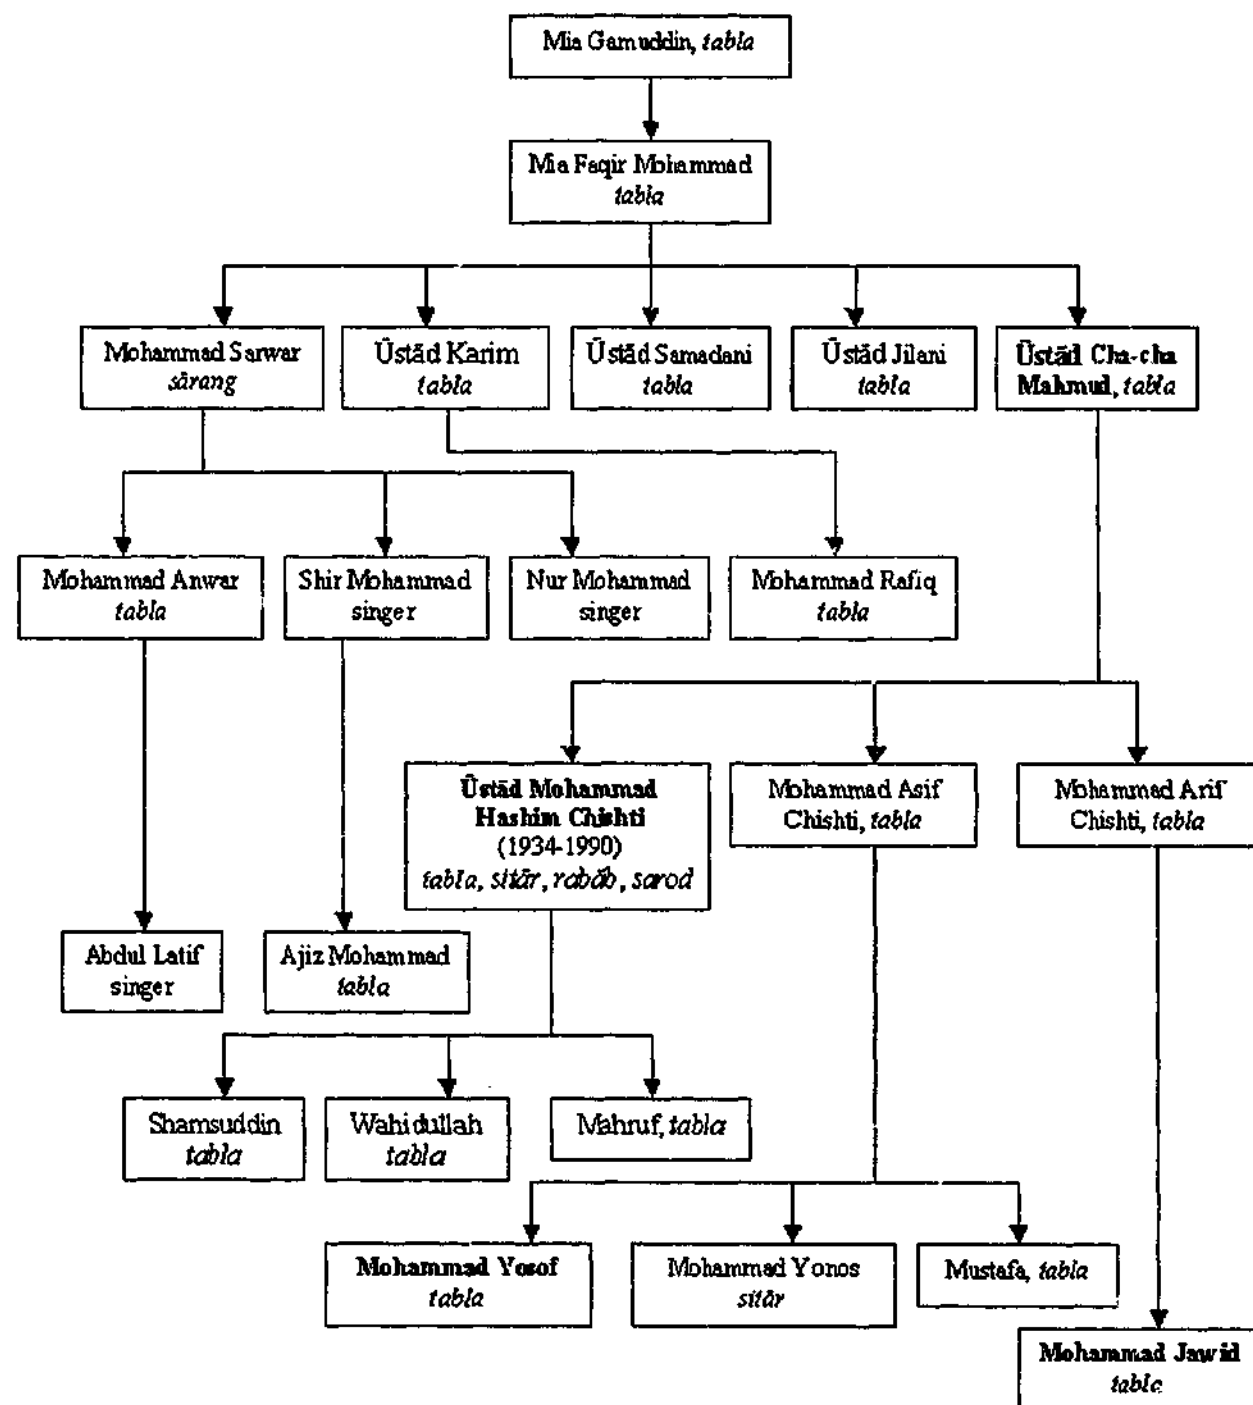 Mia Gamuddin, tabla
Mia Faqir Mohammad
tabla
Mohammad Sarwar
sārang
Ūstād Karim
tabla
Ūstād Samadani
tabla
Ūstād Jilani
tabla
Ūstād Cha-cha
Mahmud, tabla
Mohammad Anwar
tabla
Shir Mohammad
singer
Nur Mohammad
singer
Mohammad Rafiq
tabla
Ūstād Mohammad
Hashim Chishti
(1934-1990)
tabla, sitār, rabāb, sarod
Mohammad Asif
Chishti, tabla
Mohammad Arif
Chishti, tabla
Abdul Latif
singer
Ajiz Mohammad
tabla
Shamsuddin
tabla
Wahidullah
tabla
Mahruf, tabla
Mohammad Yosof
tabla
Mohammad Yonos
sitār
Mustafa, tabla
Mohammad Jawid
tabla